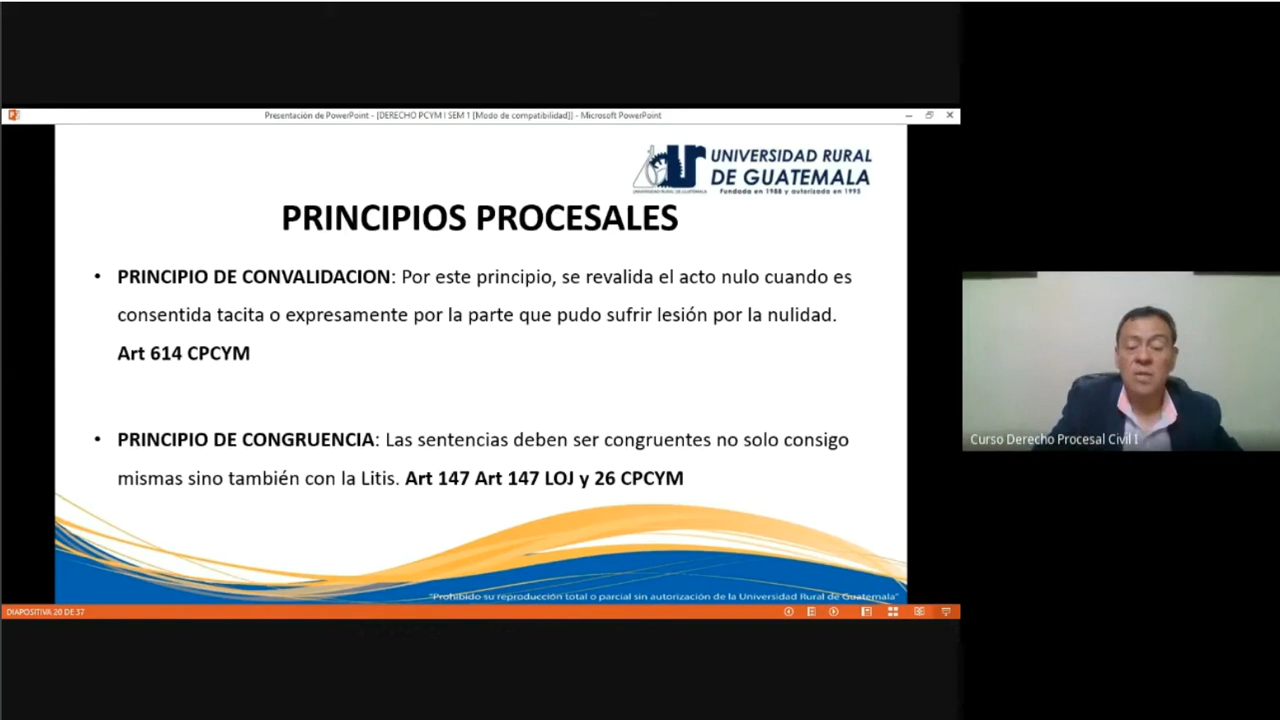 Presentación de PowerPoint - [DERECHO PCYM I SEM 1 [Modo de compatibilidad]] - Microsoft PowerPoint
UNIVERSIDAD RURAL
DE GUATEMALA
Fundada en 1988 y autorizada en 1995
UNIVERSIDAD RURAL DE GUATEMALA
PRINCIPIOS PROCESALES
• PRINCIPIO DE CONVALIDACION: Por este principio, se revalida el acto nulo cuando es
consentida tacita o expresamente por la parte que pudo sufrir lesión por la nulidad.
Art 614 CPCYM
• PRINCIPIO DE CONGRUENCIA: Las sentencias deben ser congruentes no solo consigo
mismas sino también con la Litis. Art 147 Art 147 LOJ y 26 CPCYM
"Prohibido su reproducción total o parcial sin autorización de la Universidad Rural de Guatemala"
DIAPOSITIVA 20 DE 37
Curso Derecho Procesal Civil I